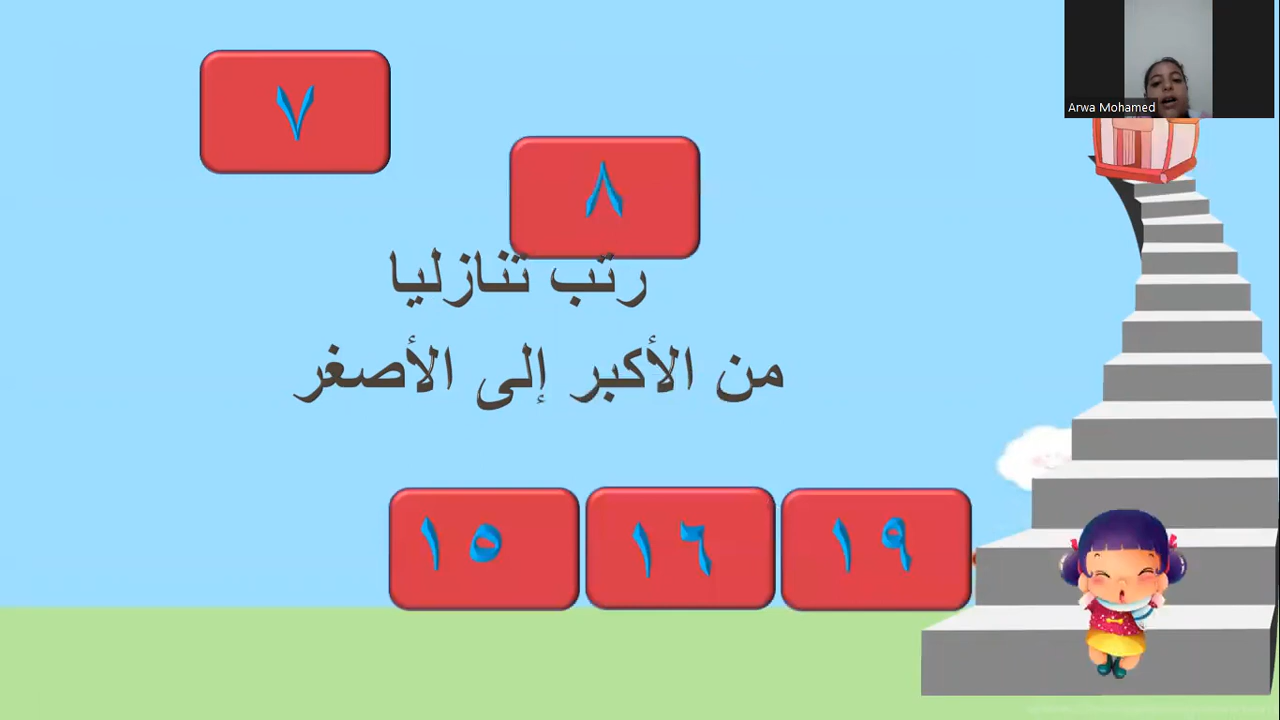 ٧
Arwa Mohamed
٨
رتب تنازليا
من الأكبر إلى الأصغر
١٩ ١٦ ١٥